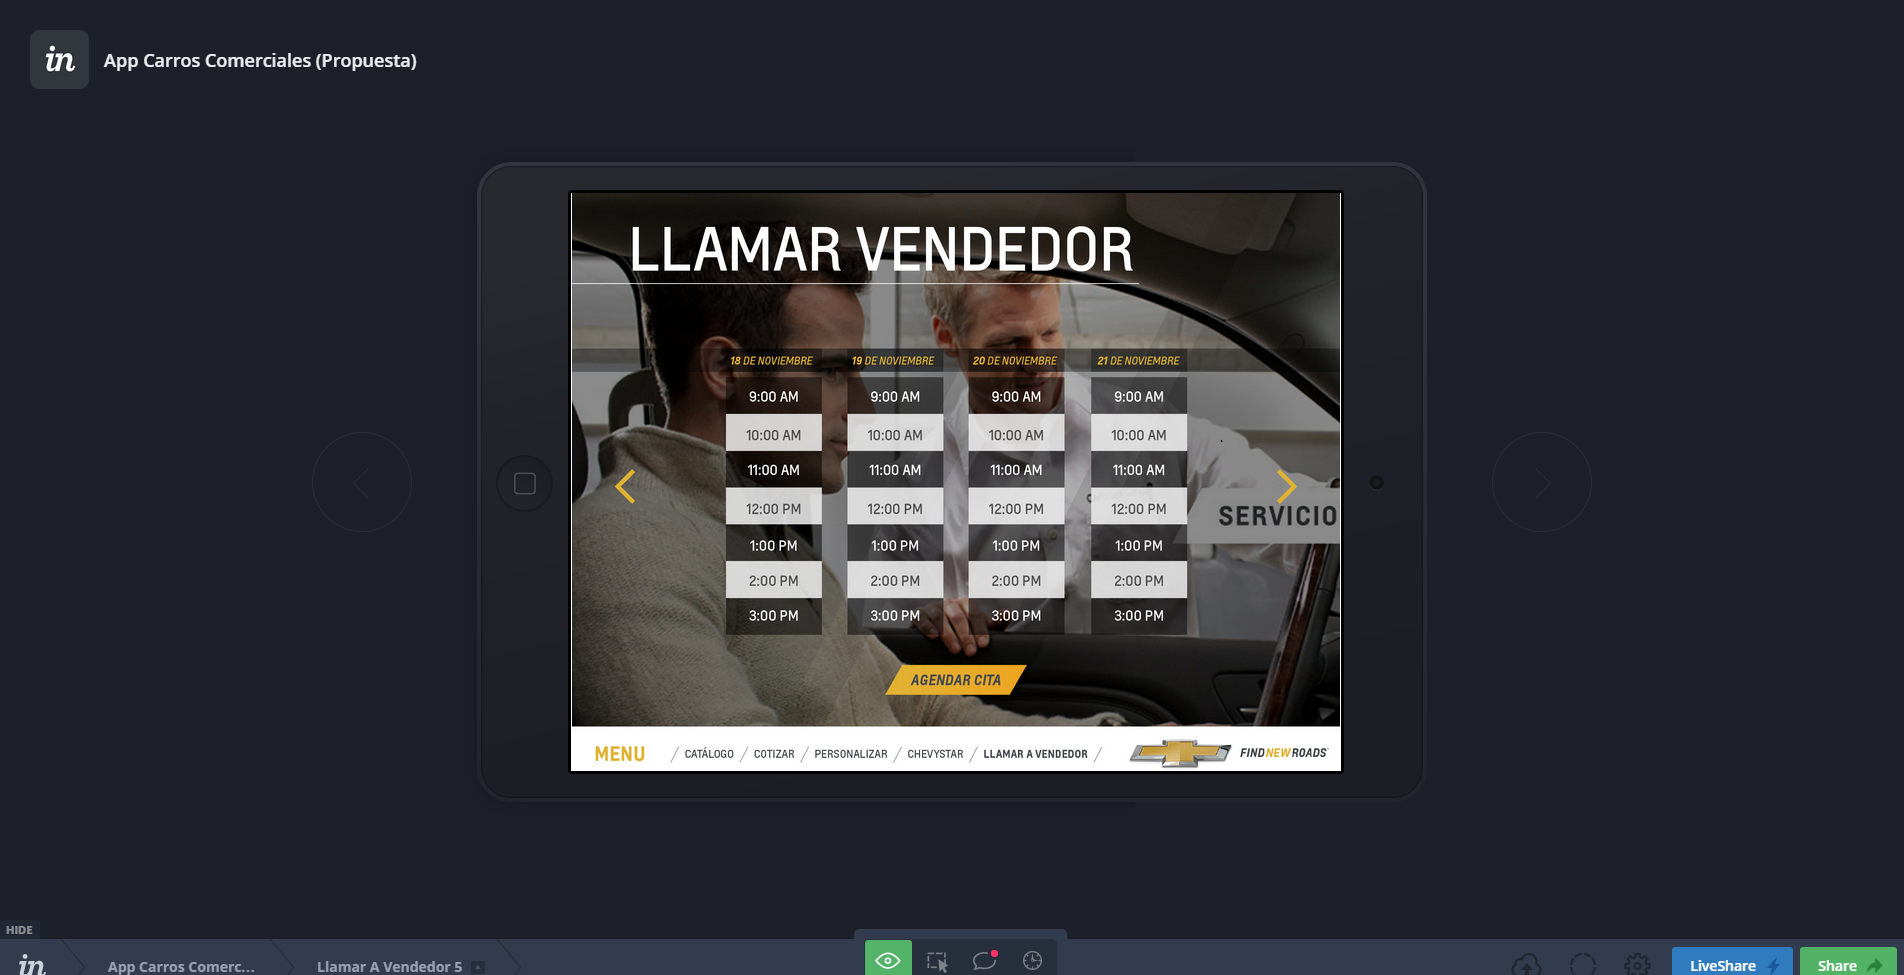 in
App Carros Comerciales (Propuesta)
LLAMAR VENDEDOR
18 DE NOVIEMBRE 19 DE NOVIEMBRE 20 DE NOVIEMBRE 21 DE NOVIEMBRE
9:00 AM 9:00 AM 9:00 AM 9:00 AM
10:00 AM 10:00 AM 10:00 AM 10:00 AM
11:00 AM 11:00 AM 11:00 AM 11:00 AM
12:00 PM 12:00 PM 12:00 PM 12:00 PM
SERVICIO
1:00 PM 1:00 PM 1:00 PM 1:00 PM
2:00 PM 2:00 PM 2:00 PM 2:00 PM
3:00 PM 3:00 PM 3:00 PM 3:00 PM
AGENDAR CITA
MENU / CATÁLOGO / COTIZAR / PERSONALIZAR / CHEVYSTAR / LLAMAR A VENDEDOR / FIND NEW ROADS
HIDE
in App Carros Comerc... Llamar A Vendedor 5 LiveShare Share